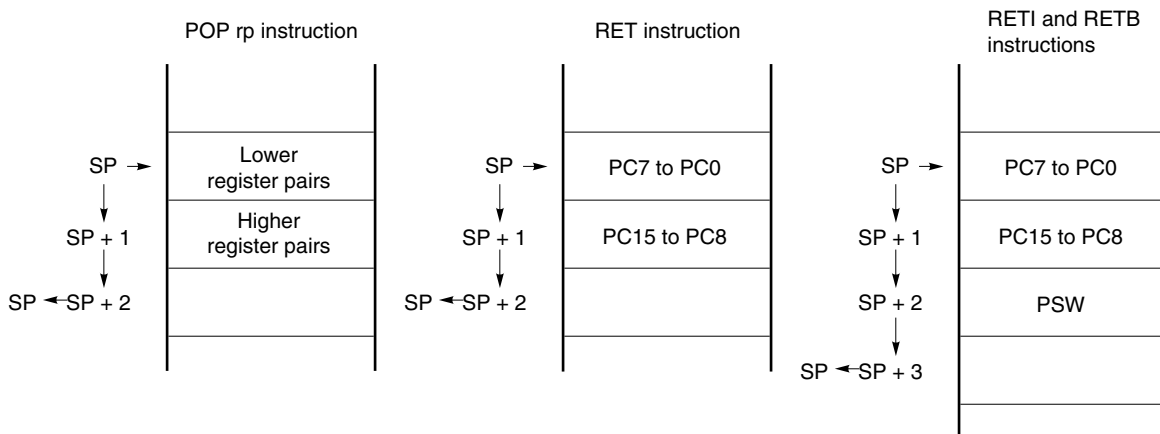 POP rp instruction
SP
Lower
register pairs
SP + 1
Higher
register pairs
SP
SP + 2
RET instruction
SP
PC7 to PC0
SP + 1
PC15 to PC8
SP
SP + 2
RETI and RETB
instructions
SP
PC7 to PC0
SP + 1
PC15 to PC8
SP + 2
PSW
SP
SP + 3